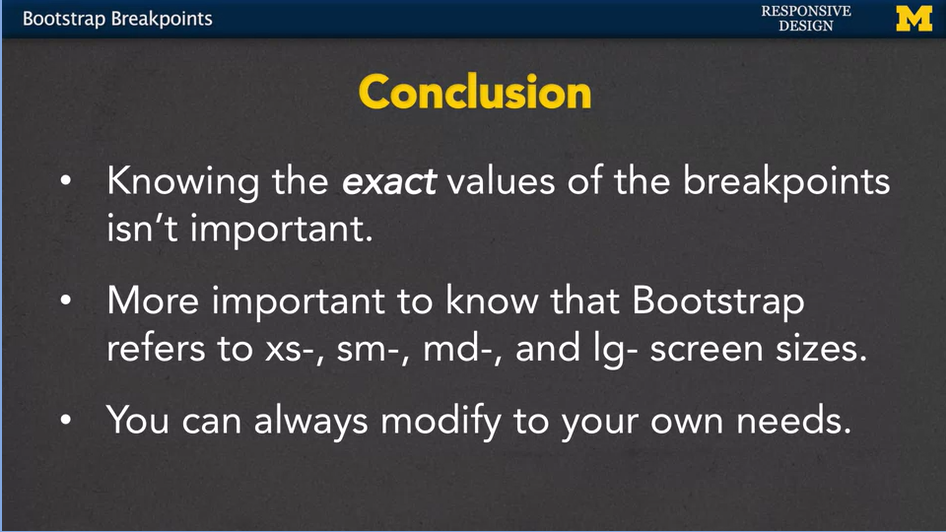 Bootstrap Breakpoints
RESPONSIVE
DESIGN
M
Conclusion
• Knowing the exact values of the breakpoints
isn’t important.
• More important to know that Bootstrap
refers to xs-, sm-, md-, and lg- screen sizes.
• You can always modify to your own needs.